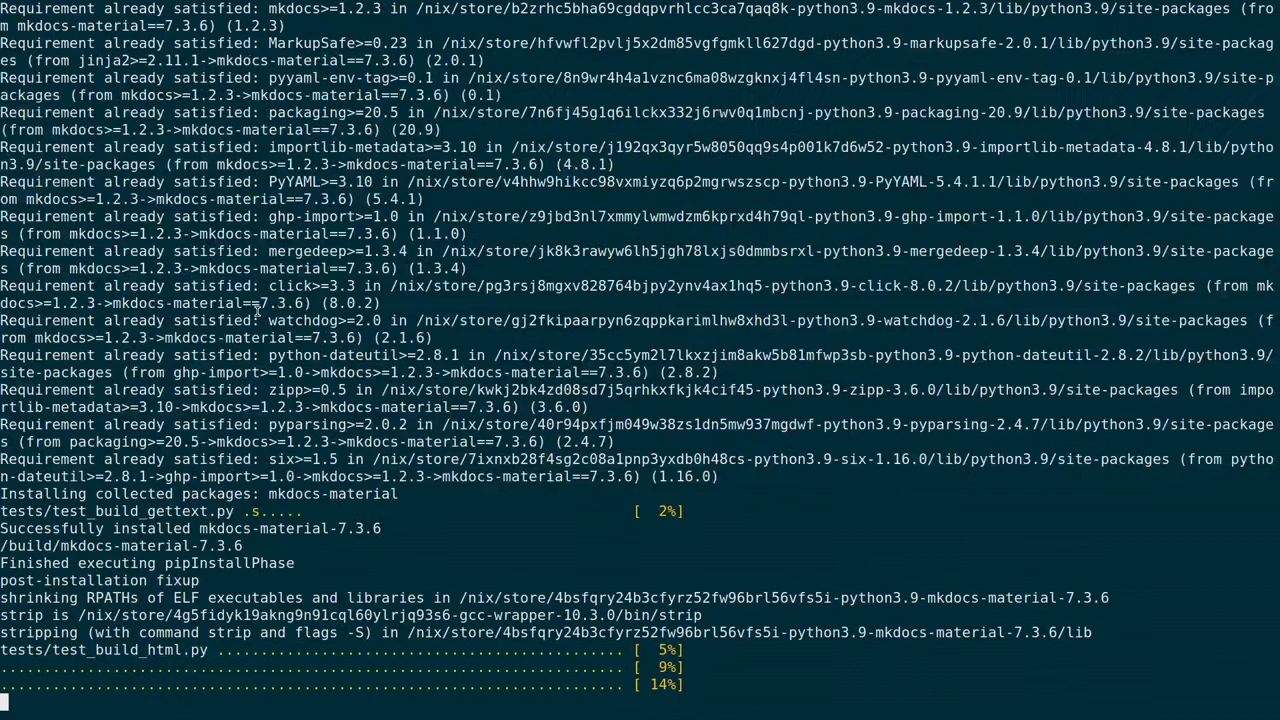 Requirement already satisfied: mkdocs>=1.2.3 in /nix/store/b2zrhc5bha69cgdqpvrhlcc3ca7qaq8k-python3.9-mkdocs-1.2.3/lib/python3.9/site-packages (fro
m mkdocs-material==7.3.6) (1.2.3)
Requirement already satisfied: MarkupSafe>=0.23 in /nix/store/hfvwfl2pvlj5x2dm85vgfgmkll627dgd-python3.9-markupsafe-2.0.1/lib/python3.9/site-packag
es (from jinja2>=2.11.1->mkdocs-material==7.3.6) (2.0.1)
Requirement already satisfied: pyyaml-env-tag>=0.1 in /nix/store/8n9wr4h4a1vznc6ma08wzgknxj4fl4sn-python3.9-pyyaml-env-tag-0.1/lib/python3.9/site-p
ackages (from mkdocs>=1.2.3->mkdocs-material==7.3.6) (0.1)
Requirement already satisfied: packaging>=20.5 in /nix/store/7n6fj45g1q6ilckx332j6rwv0q1mbcnj-python3.9-packaging-20.9/lib/python3.9/site-packages
(from mkdocs>=1.2.3->mkdocs-material==7.3.6) (20.9)
Requirement already satisfied: importlib-metadata>=3.10 in /nix/store/j192qx3qyr5w8050qq9s4p001k7d6w52-python3.9-importlib-metadata-4.8.1/lib/pytho
n3.9/site-packages (from mkdocs>=1.2.3->mkdocs-material==7.3.6) (4.8.1)
Requirement already satisfied: PyYAML>=3.10 in /nix/store/v4hhw9hikcc98vxmiyzq6p2mgrwszscp-python3.9-PyYAML-5.4.1.1/lib/python3.9/site-packages (fr
om mkdocs>=1.2.3->mkdocs-material==7.3.6) (5.4.1)
Requirement already satisfied: ghp-import>=1.0 in /nix/store/z9jbd3nl7xmmylwmwdzm6kprxd4h79ql-python3.9-ghp-import-1.1.0/lib/python3.9/site-package
s (from mkdocs>=1.2.3->mkdocs-material==7.3.6) (1.1.0)
Requirement already satisfied: mergedeep>=1.3.4 in /nix/store/jk8k3rawyw6lh5jgh78lxjs0dmmbsrxl-python3.9-mergedeep-1.3.4/lib/python3.9/site-package
s (from mkdocs>=1.2.3->mkdocs-material==7.3.6) (1.3.4)
Requirement already satisfied: click>=3.3 in /nix/store/pg3rsj8mgxv828764bjpy2ynv4ax1hq5-python3.9-click-8.0.2/lib/python3.9/site-packages (from mk
docs>=1.2.3->mkdocs-material==7.3.6) (8.0.2)
Requirement already satisfied: watchdog>=2.0 in /nix/store/gj2fkipaarpyn6zqppkarimlhw8xhd3l-python3.9-watchdog-2.1.6/lib/python3.9/site-packages (f
rom mkdocs>=1.2.3->mkdocs-material==7.3.6) (2.1.6)
Requirement already satisfied: python-dateutil>=2.8.1 in /nix/store/35cc5ym2l7lkxzjim8akw5b81mfwp3sb-python3.9-python-dateutil-2.8.2/lib/python3.9/
site-packages (from ghp-import>=1.0->mkdocs>=1.2.3->mkdocs-material==7.3.6) (2.8.2)
Requirement already satisfied: zipp>=0.5 in /nix/store/kwkj2bk4zd08sd7j5qrhkxfkjk4cif45-python3.9-zipp-3.6.0/lib/python3.9/site-packages (from impo
rtlib-metadata>=3.10->mkdocs>=1.2.3->mkdocs-material==7.3.6) (3.6.0)
Requirement already satisfied: pyparsing>=2.0.2 in /nix/store/40r94pxfjm049w38zs1dn5mw937mgdwf-python3.9-pyparsing-2.4.7/lib/python3.9/site-package
s (from packaging>=20.5->mkdocs>=1.2.3->mkdocs-material==7.3.6) (2.4.7)
Requirement already satisfied: six>=1.5 in /nix/store/7ixnxb28f4sg2c08a1pnp3yxdb0h48cs-python3.9-six-1.16.0/lib/python3.9/site-packages (from pytho
n-dateutil>=2.8.1->ghp-import>=1.0->mkdocs>=1.2.3->mkdocs-material==7.3.6) (1.16.0)
Installing collected packages: mkdocs-material
tests/test_build_gettext.py .s..... [  2%]
Successfully installed mkdocs-material-7.3.6
/build/mkdocs-material-7.3.6
Finished executing pipInstallPhase
post-installation fixup
shrinking RPATHs of ELF executables and libraries in /nix/store/4bsfqry24b3cfyrz52fw96brl56vfs5i-python3.9-mkdocs-material-7.3.6
strip is /nix/store/4g5fidyk19akng9n91cql60ylrjq93s6-gcc-wrapper-10.3.0/bin/strip
stripping (with command strip and flags -S) in /nix/store/4bsfqry24b3cfyrz52fw96brl56vfs5i-python3.9-mkdocs-material-7.3.6/lib
tests/test_build_html.py ............................................... [  5%]
........................................................................ [  9%]
........................................................................ [ 14%]